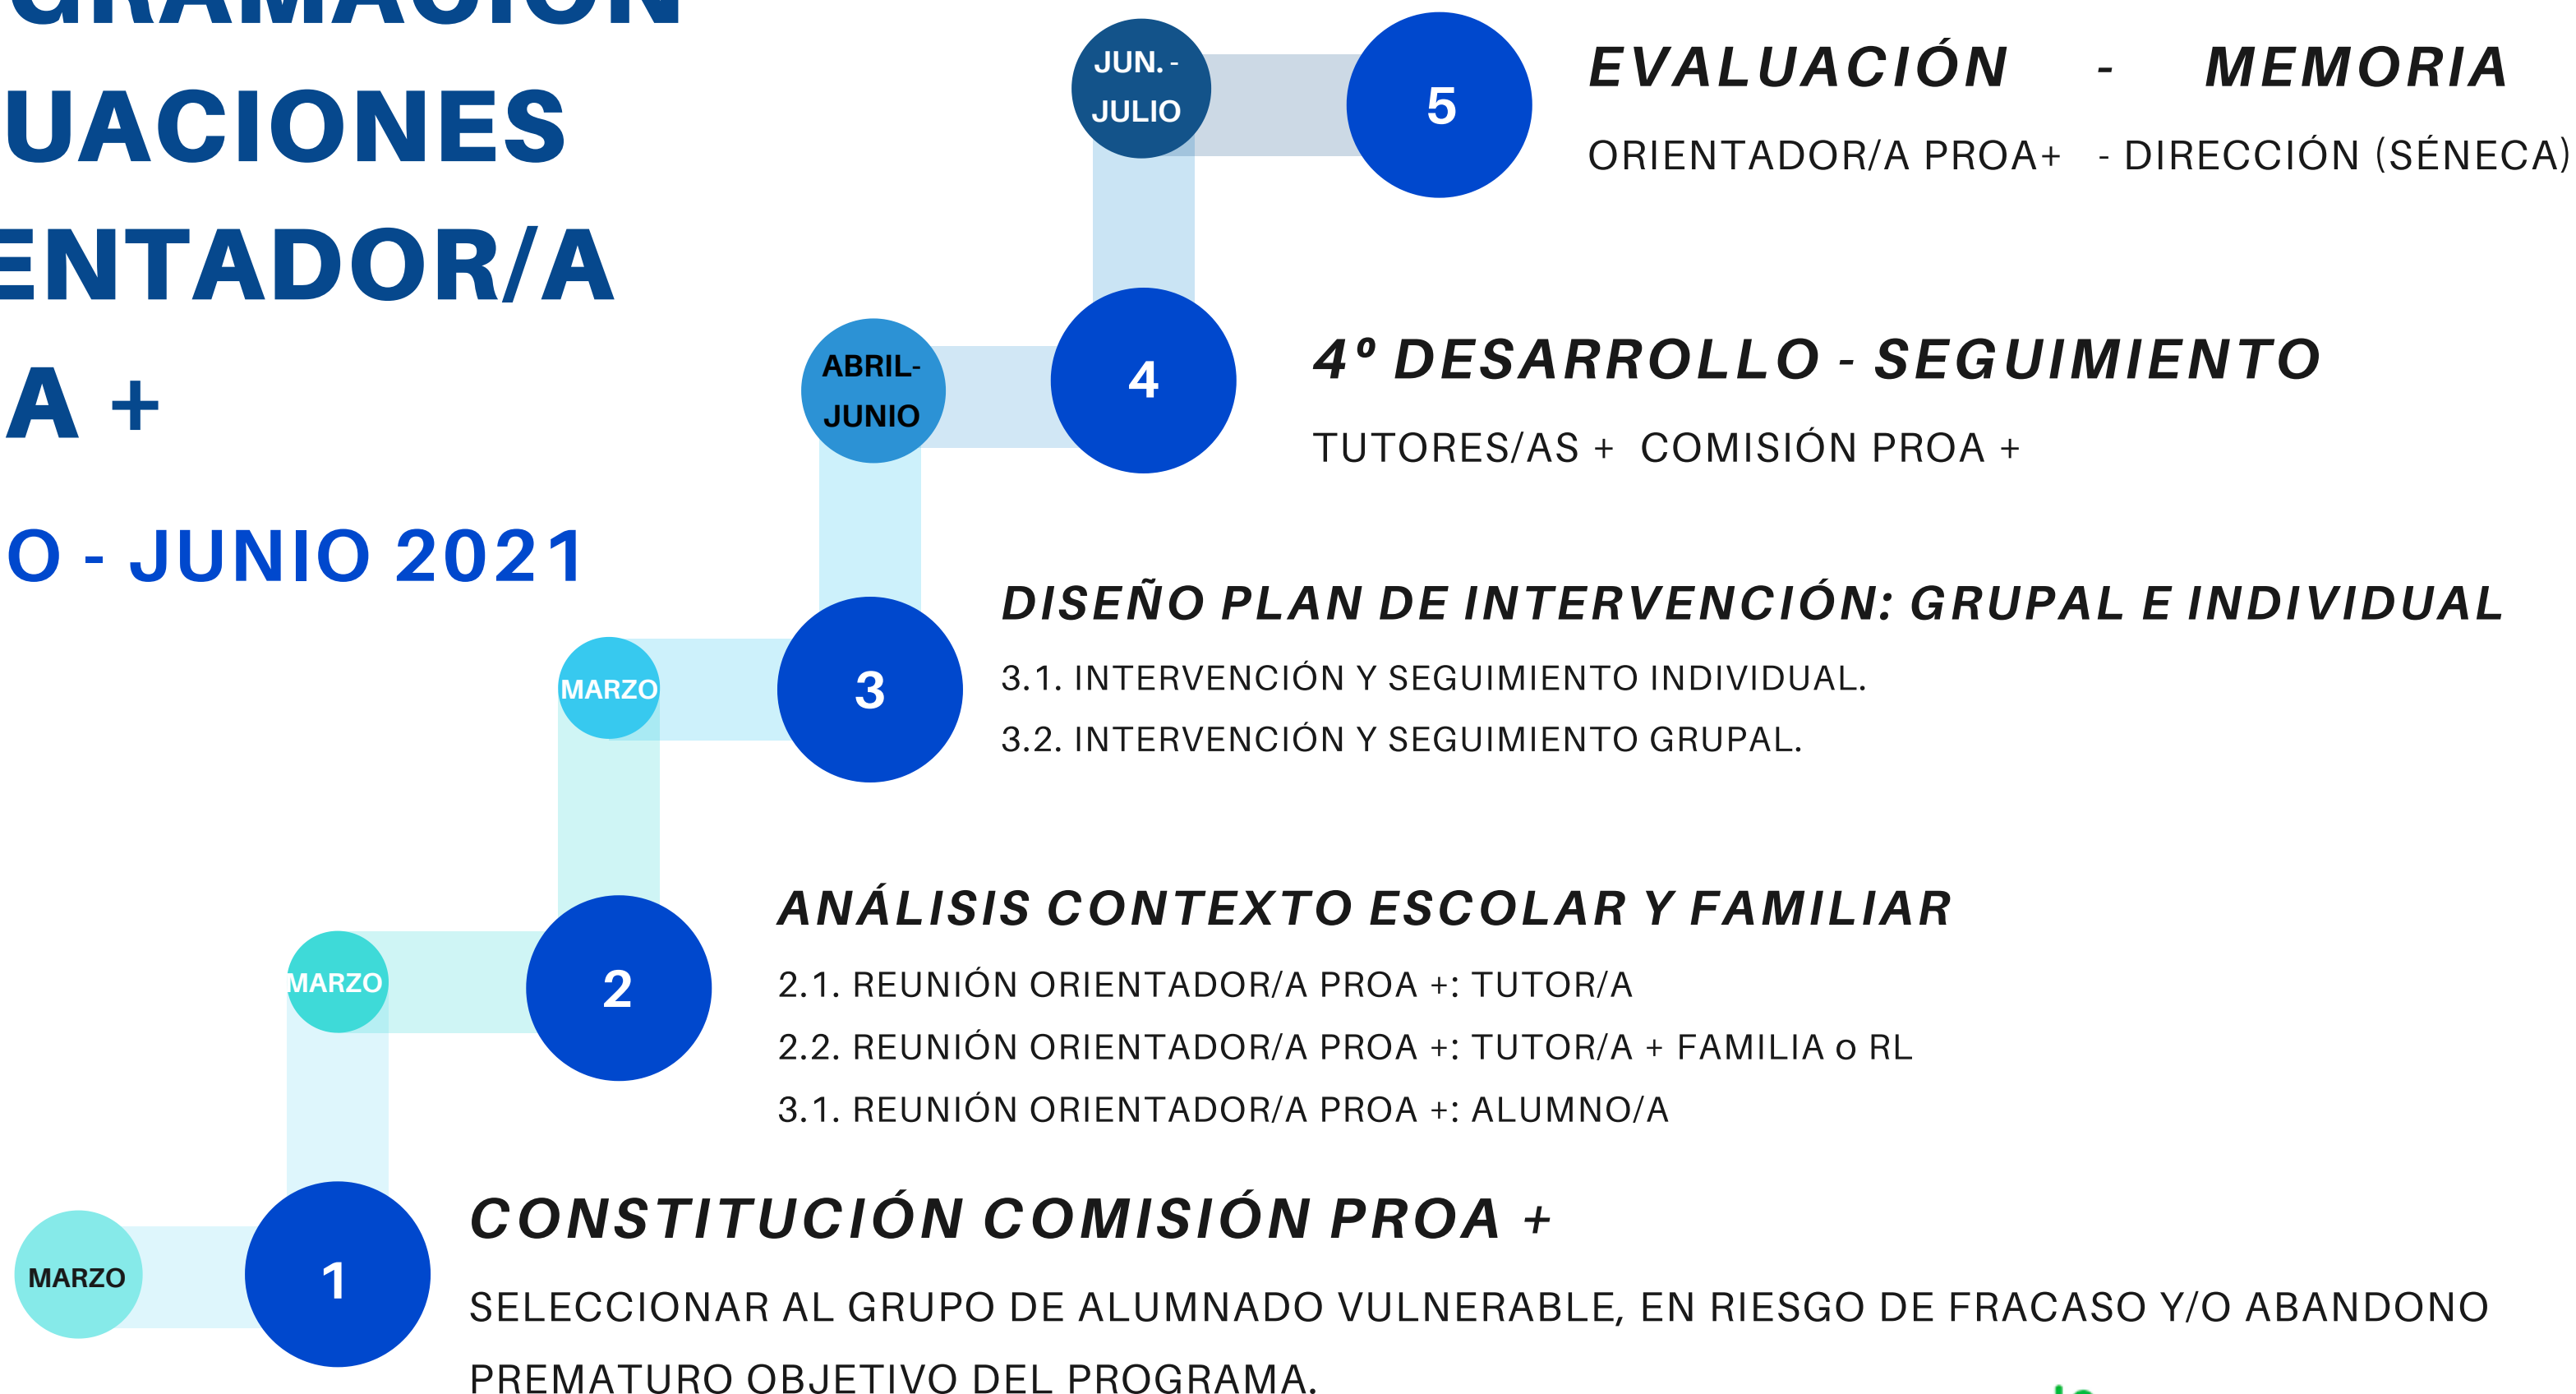 GRAMACIÓN
UACIONES
ENTADOR/A
A +
O - JUNIO 2021
JUN. -
JULIO
5
EVALUACIÓN - MEMORIA
ORIENTADOR/A PROA+ - DIRECCIÓN (SÉNECA)
ABRIL-
JUNIO
4
4º DESARROLLO - SEGUIMIENTO
TUTORES/AS + COMISIÓN PROA +
MARZO
3
DISEÑO PLAN DE INTERVENCIÓN: GRUPAL E INDIVIDUAL
3.1. INTERVENCIÓN Y SEGUIMIENTO INDIVIDUAL.
3.2. INTERVENCIÓN Y SEGUIMIENTO GRUPAL.
MARZO
2
ANÁLISIS CONTEXTO ESCOLAR Y FAMILIAR
2.1. REUNIÓN ORIENTADOR/A PROA +: TUTOR/A
2.2. REUNIÓN ORIENTADOR/A PROA +: TUTOR/A + FAMILIA o RL
3.1. REUNIÓN ORIENTADOR/A PROA +: ALUMNO/A
MARZO
1
CONSTITUCIÓN COMISIÓN PROA +
SELECCIONAR AL GRUPO DE ALUMNADO VULNERABLE, EN RIESGO DE FRACASO Y/O ABANDONO
PREMATURO OBJETIVO DEL PROGRAMA.